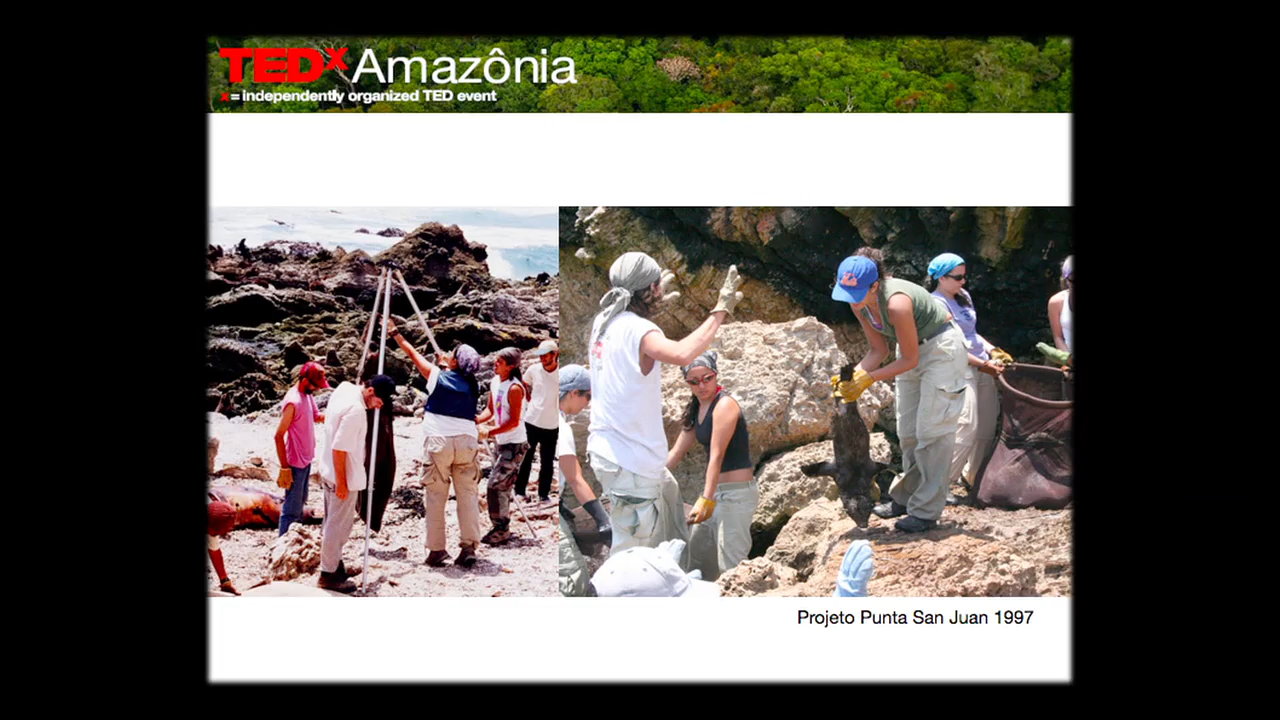 TEDxAmazônia
x = independently organized TED event
Projeto Punta San Juan 1997